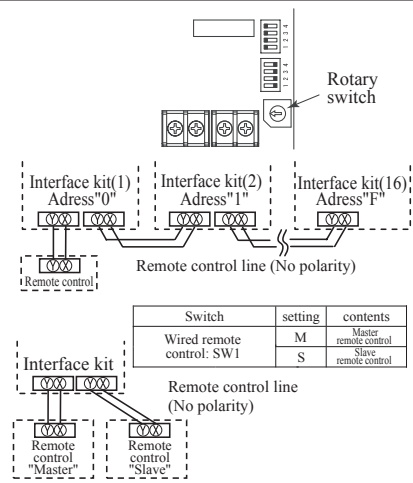 1 2 3 4
1 2 3 4
Rotary
switch
Interface kit(1)
Adress"0"
Interface kit(2)
Adress"1"
Interface kit(16)
Adress"F"
Y X
Y X
Y X
Y X
Y X
Y X
Remote control
Remote control line (No polarity)
Switch setting contents
Wired remote
control: SW1
M Master
remote control
S Slave
remote control
Interface kit
Y X
Y X
Remote control line
(No polarity)
Y X
Remote
control
"Master"
Y X
Remote
control
"Slave"